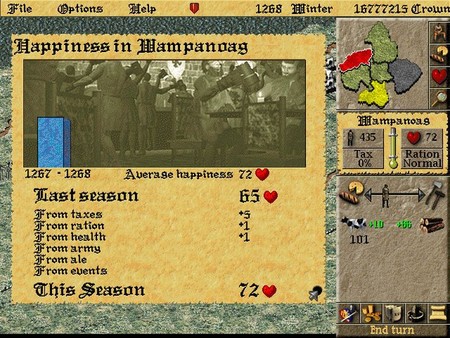 File Options Help 1268 Winter 16777215 Crown
Happiness in Wampanoag
1267 - 1268 Average happiness 72
Last season 65
From taxes +5
From ration +1
From health +1
From army
From ale
From events
This Season 72
Wampanoag
435 72
Tax Ration
0% Normal
+10 +06
101
End turn